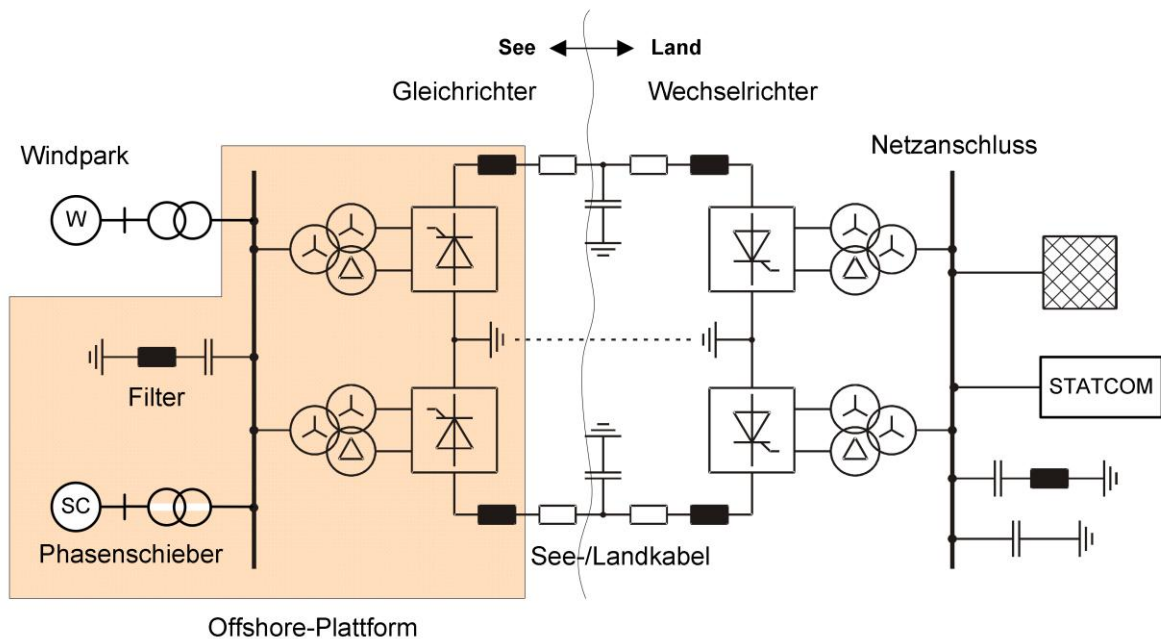 See Land
Gleichrichter Wechselrichter
Windpark
Netzanschluss
W
Filter
STATCOM
SC
Phasenschieber
See-/Landkabel
Offshore-Plattform